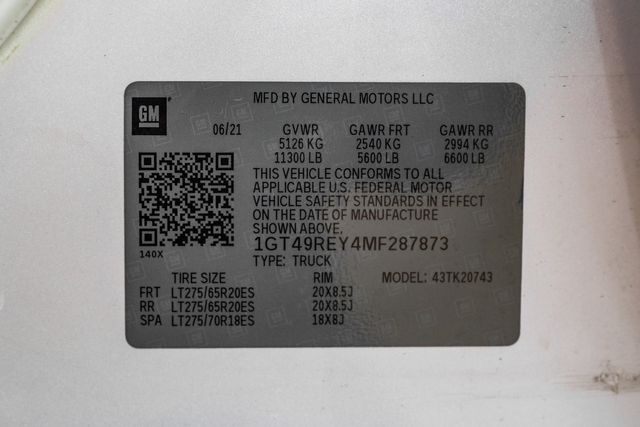 GM
MFD BY GENERAL MOTORS LLC
06/21 GVWR GAWR FRT GAWR RR
5126 KG 2540 KG 2994 KG
11300 LB 5600 LB 6600 LB
THIS VEHICLE CONFORMS TO ALL
APPLICABLE U.S. FEDERAL MOTOR
VEHICLE SAFETY STANDARDS IN EFFECT
ON THE DATE OF MANUFACTURE
SHOWN ABOVE.
1GT49REY4MF287873
140X
TYPE: TRUCK
TIRE SIZE RIM MODEL: 43TK20743
FRT LT275/65R20ES 20X8.5J
RR LT275/65R20ES 20X8.5J
SPA LT275/70R18ES 18X8J